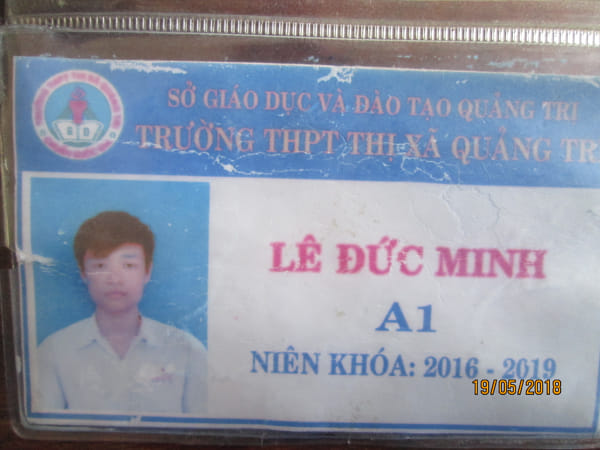 SỞ GIÁO DỤC VÀ ĐÀO TẠO QUẢNG TRỊ
TRƯỜNG THPT THỊ XÃ QUẢNG TR
LÊ ĐỨC MINH
A1
NIÊN KHÓA: 2016 - 2019
19/05/2018